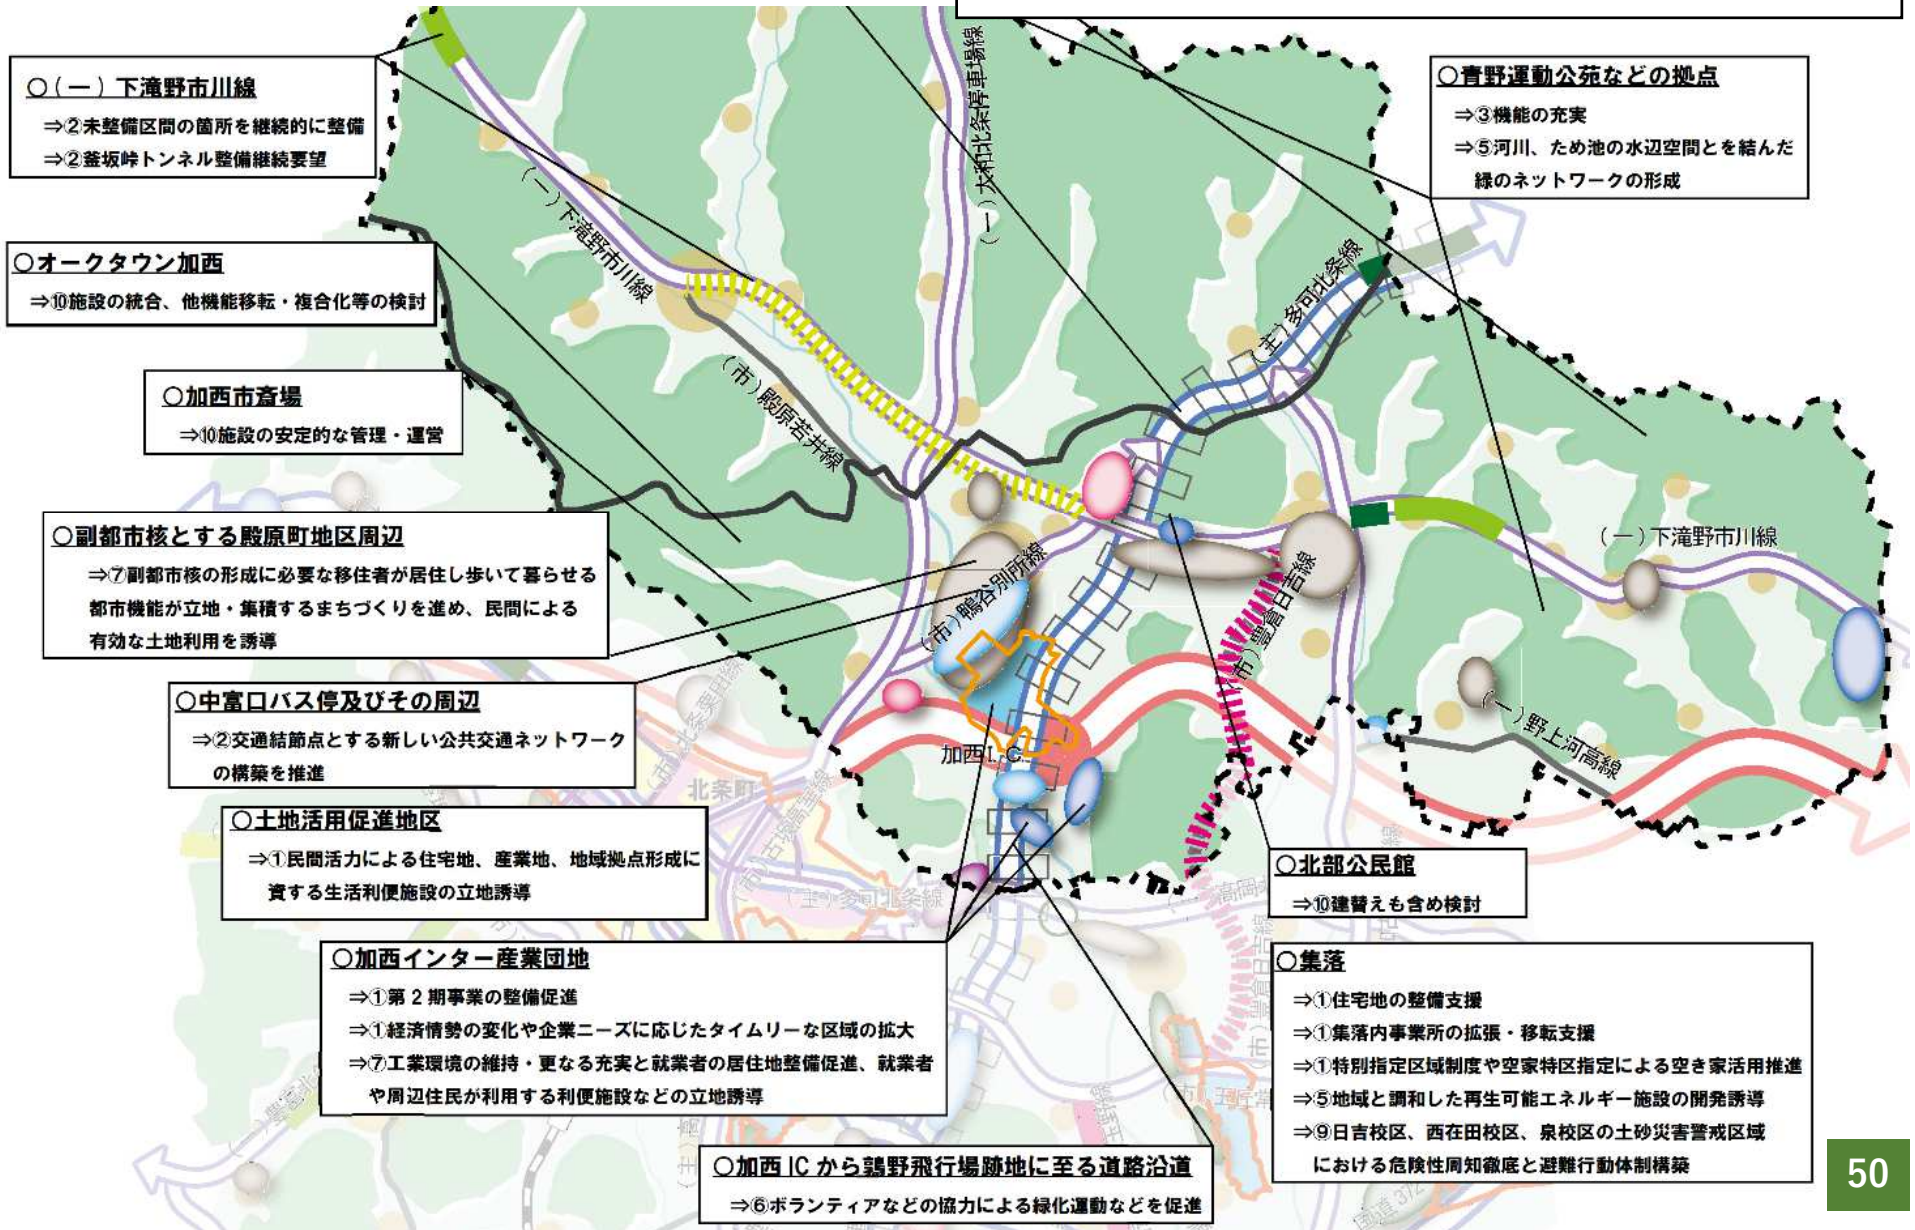 ○(一)下滝野市川線
⇒②未整備区間の箇所を継続的に整備
⇒②釜坂峠トンネル整備継続要望
○青野運動公苑などの拠点
⇒③機能の充実
⇒⑤河川、ため池の水辺空間とを結んだ
緑のネットワークの形成
○オークタウン加西
⇒⑩施設の統合、他機能移転・複合化等の検討
○加西市斎場
⇒⑩施設の安定的な管理・運営
○副都市核とする殿原町地区周辺
⇒⑦副都市核の形成に必要な移住者が居住し歩いて暮らせる
都市機能が立地・集積するまちづくりを進め、民間による
有効な土地利用を誘導
○中富口バス停及びその周辺
⇒②交通結節点とする新しい公共交通ネットワーク
の構築を推進
○土地活用促進地区
⇒①民間活力による住宅地、産業地、地域拠点形成に
資する生活利便施設の立地誘導
○加西インター産業団地
⇒①第2期事業の整備促進
⇒①経済情勢の変化や企業ニーズに応じたタイムリーな区域の拡大
⇒⑦工業環境の維持・更なる充実と就業者の居住地整備促進、就業者
や周辺住民が利用する利便施設などの立地誘導
○加西ICから鶉野飛行場跡地に至る道路沿道
⇒⑥ボランティアなどの協力による緑化運動などを促進
○北部公民館
⇒⑩建替えも含め検討
○集落
⇒①住宅地の整備支援
⇒①集落内事業所の拡張・移転支援
⇒①特別指定区域制度や空家特区指定による空き家活用推進
⇒⑤地域と調和した再生可能エネルギー施設の開発誘導
⇒⑨日吉校区、西在田校区、泉校区の土砂災害警戒区域
における危険性周知徹底と避難行動体制構築
(一)下滝野市川線
(一)大和北条停車場線
(主)多可北条線
(市)殿原若井線
(市)鴨谷別所線
(市)豊倉日吉線
(一)下滝野市川線
(一)野上河高線
加西I.C.
北条町
(市)北条栗田線
(市)古坂高室線
(主)多可北条線
(市)豊倉日吉線
国道372
50